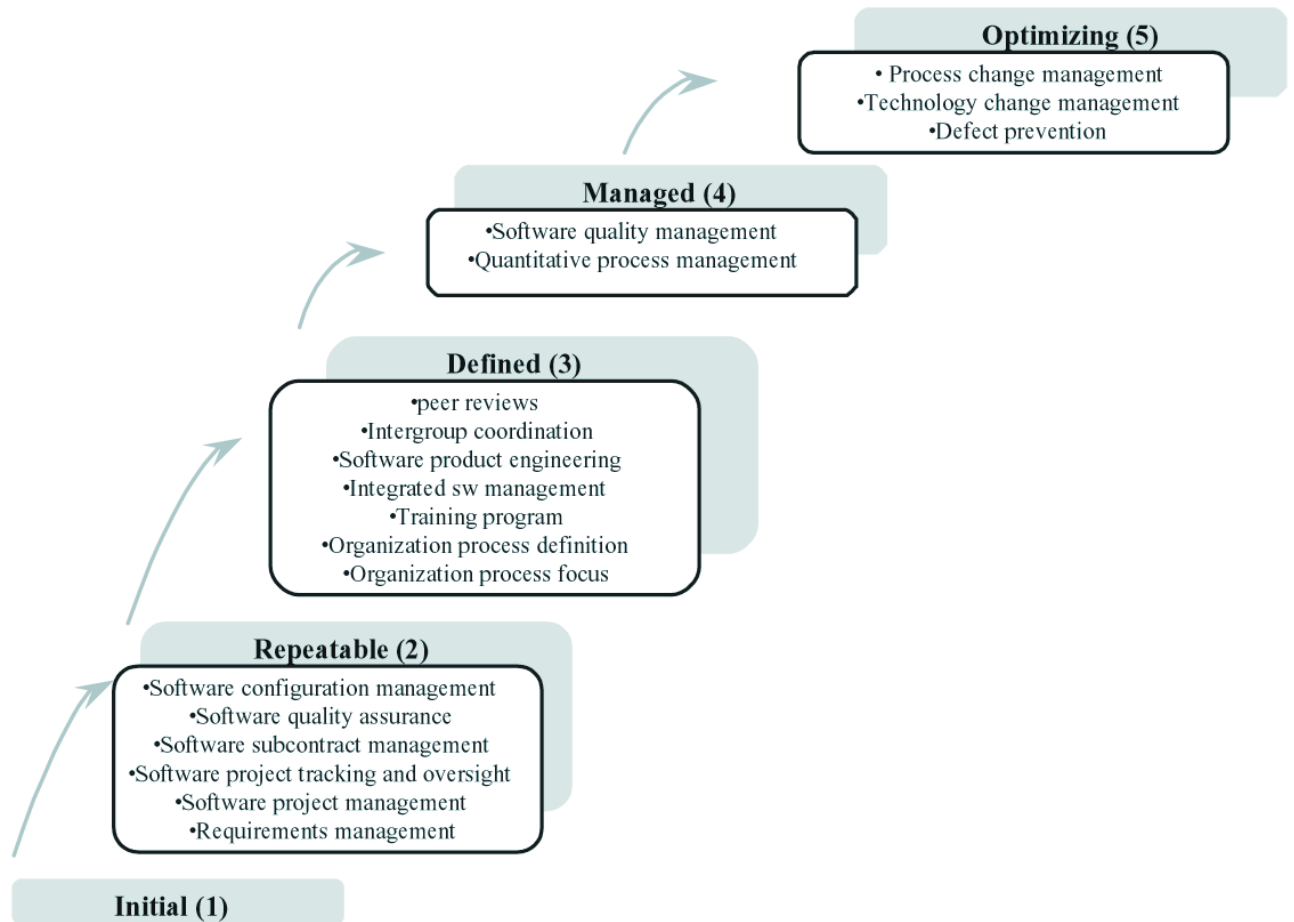 Optimizing (5)
• Process change management
•Technology change management
•Defect prevention
Managed (4)
•Software quality management
•Quantitative process management
Defined (3)
•peer reviews
•Intergroup coordination
•Software product engineering
•Integrated sw management
•Training program
•Organization process definition
•Organization process focus
Repeatable (2)
•Software configuration management
•Software quality assurance
•Software subcontract management
•Software project tracking and oversight
•Software project management
•Requirements management
Initial (1)